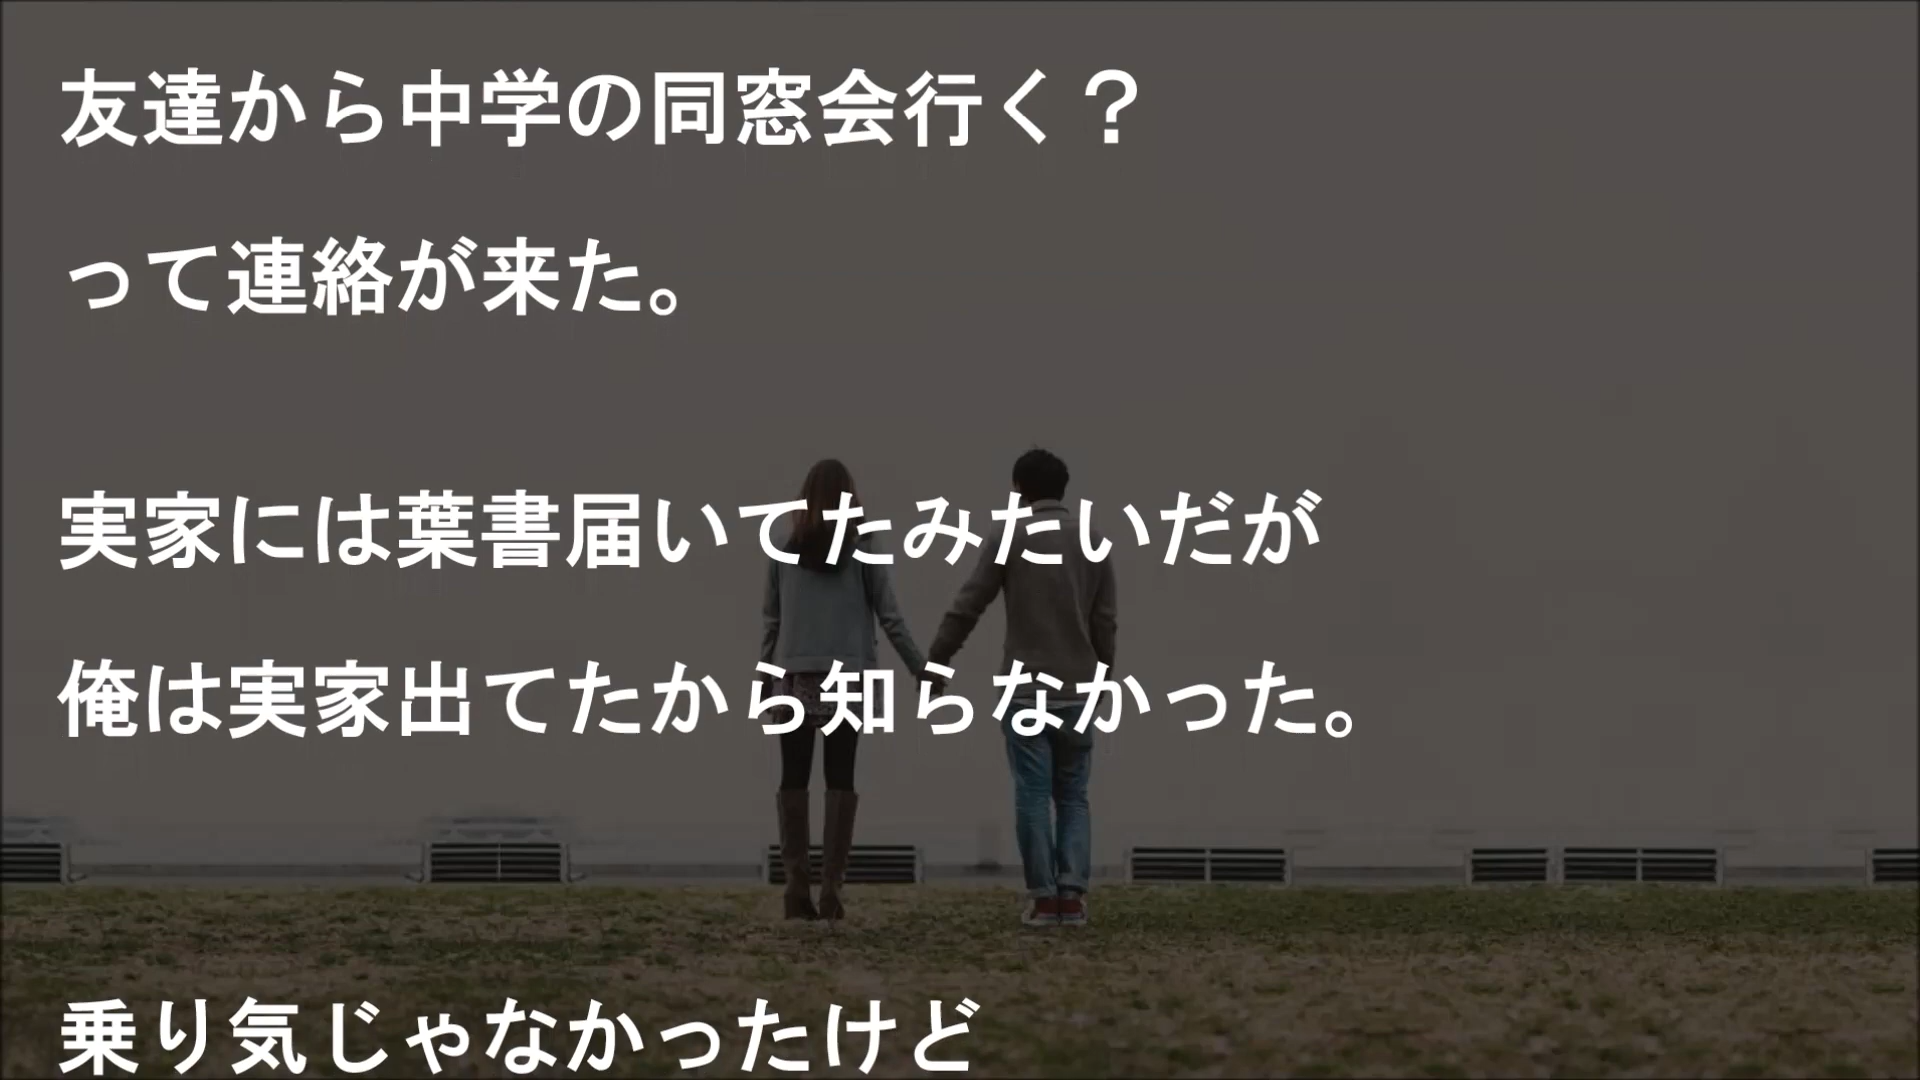 友達から中学の同窓会行く？
って連絡が来た。
実家には葉書届いてたみたいだが
俺は実家出てたから知らなかった。
乗り気じゃなかったけど